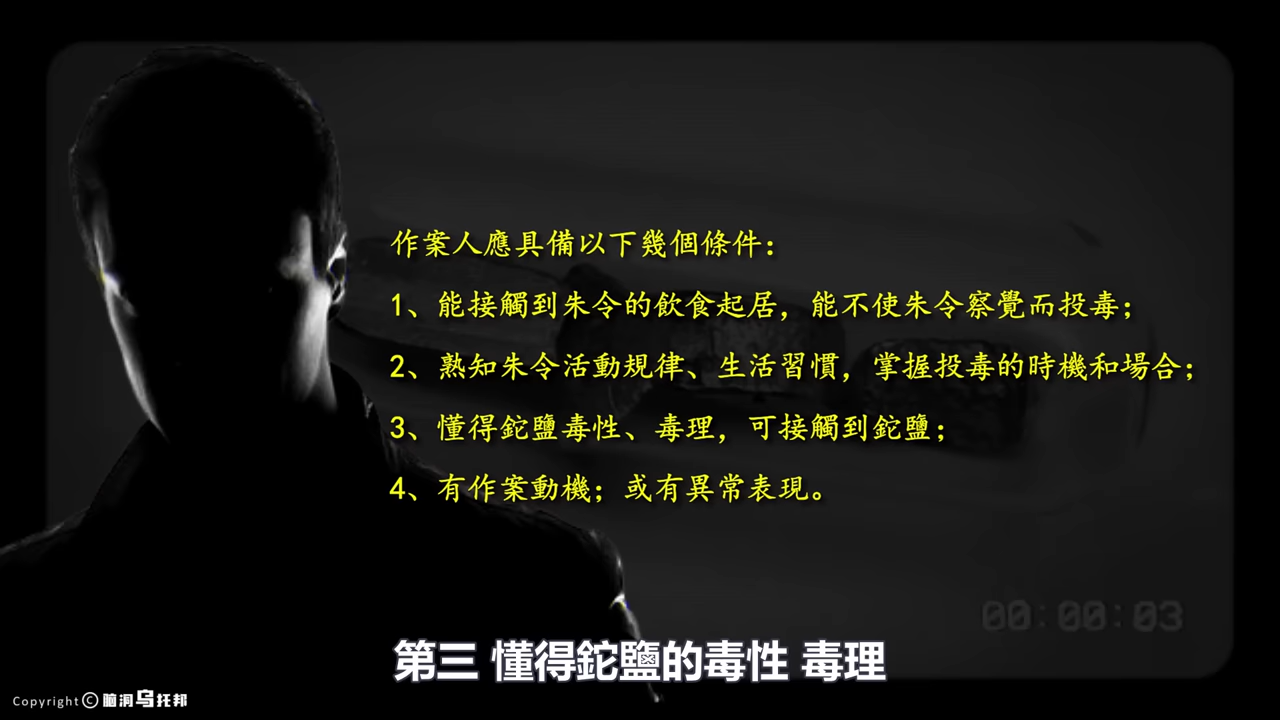 作案人應具備以下幾個條件：
1、能接觸到朱令的飲食起居，能不使朱令察覺而投毒；
2、熟知朱令活動規律、生活習慣，掌握投毒的時機和場合；
3、懂得鉈鹽毒性、毒理，可接觸到鉈鹽；
4、有作案動機；或有異常表現。
00:00:03
第三 懂得鉈鹽的毒性 毒理
Copyright © 腦洞烏托邦